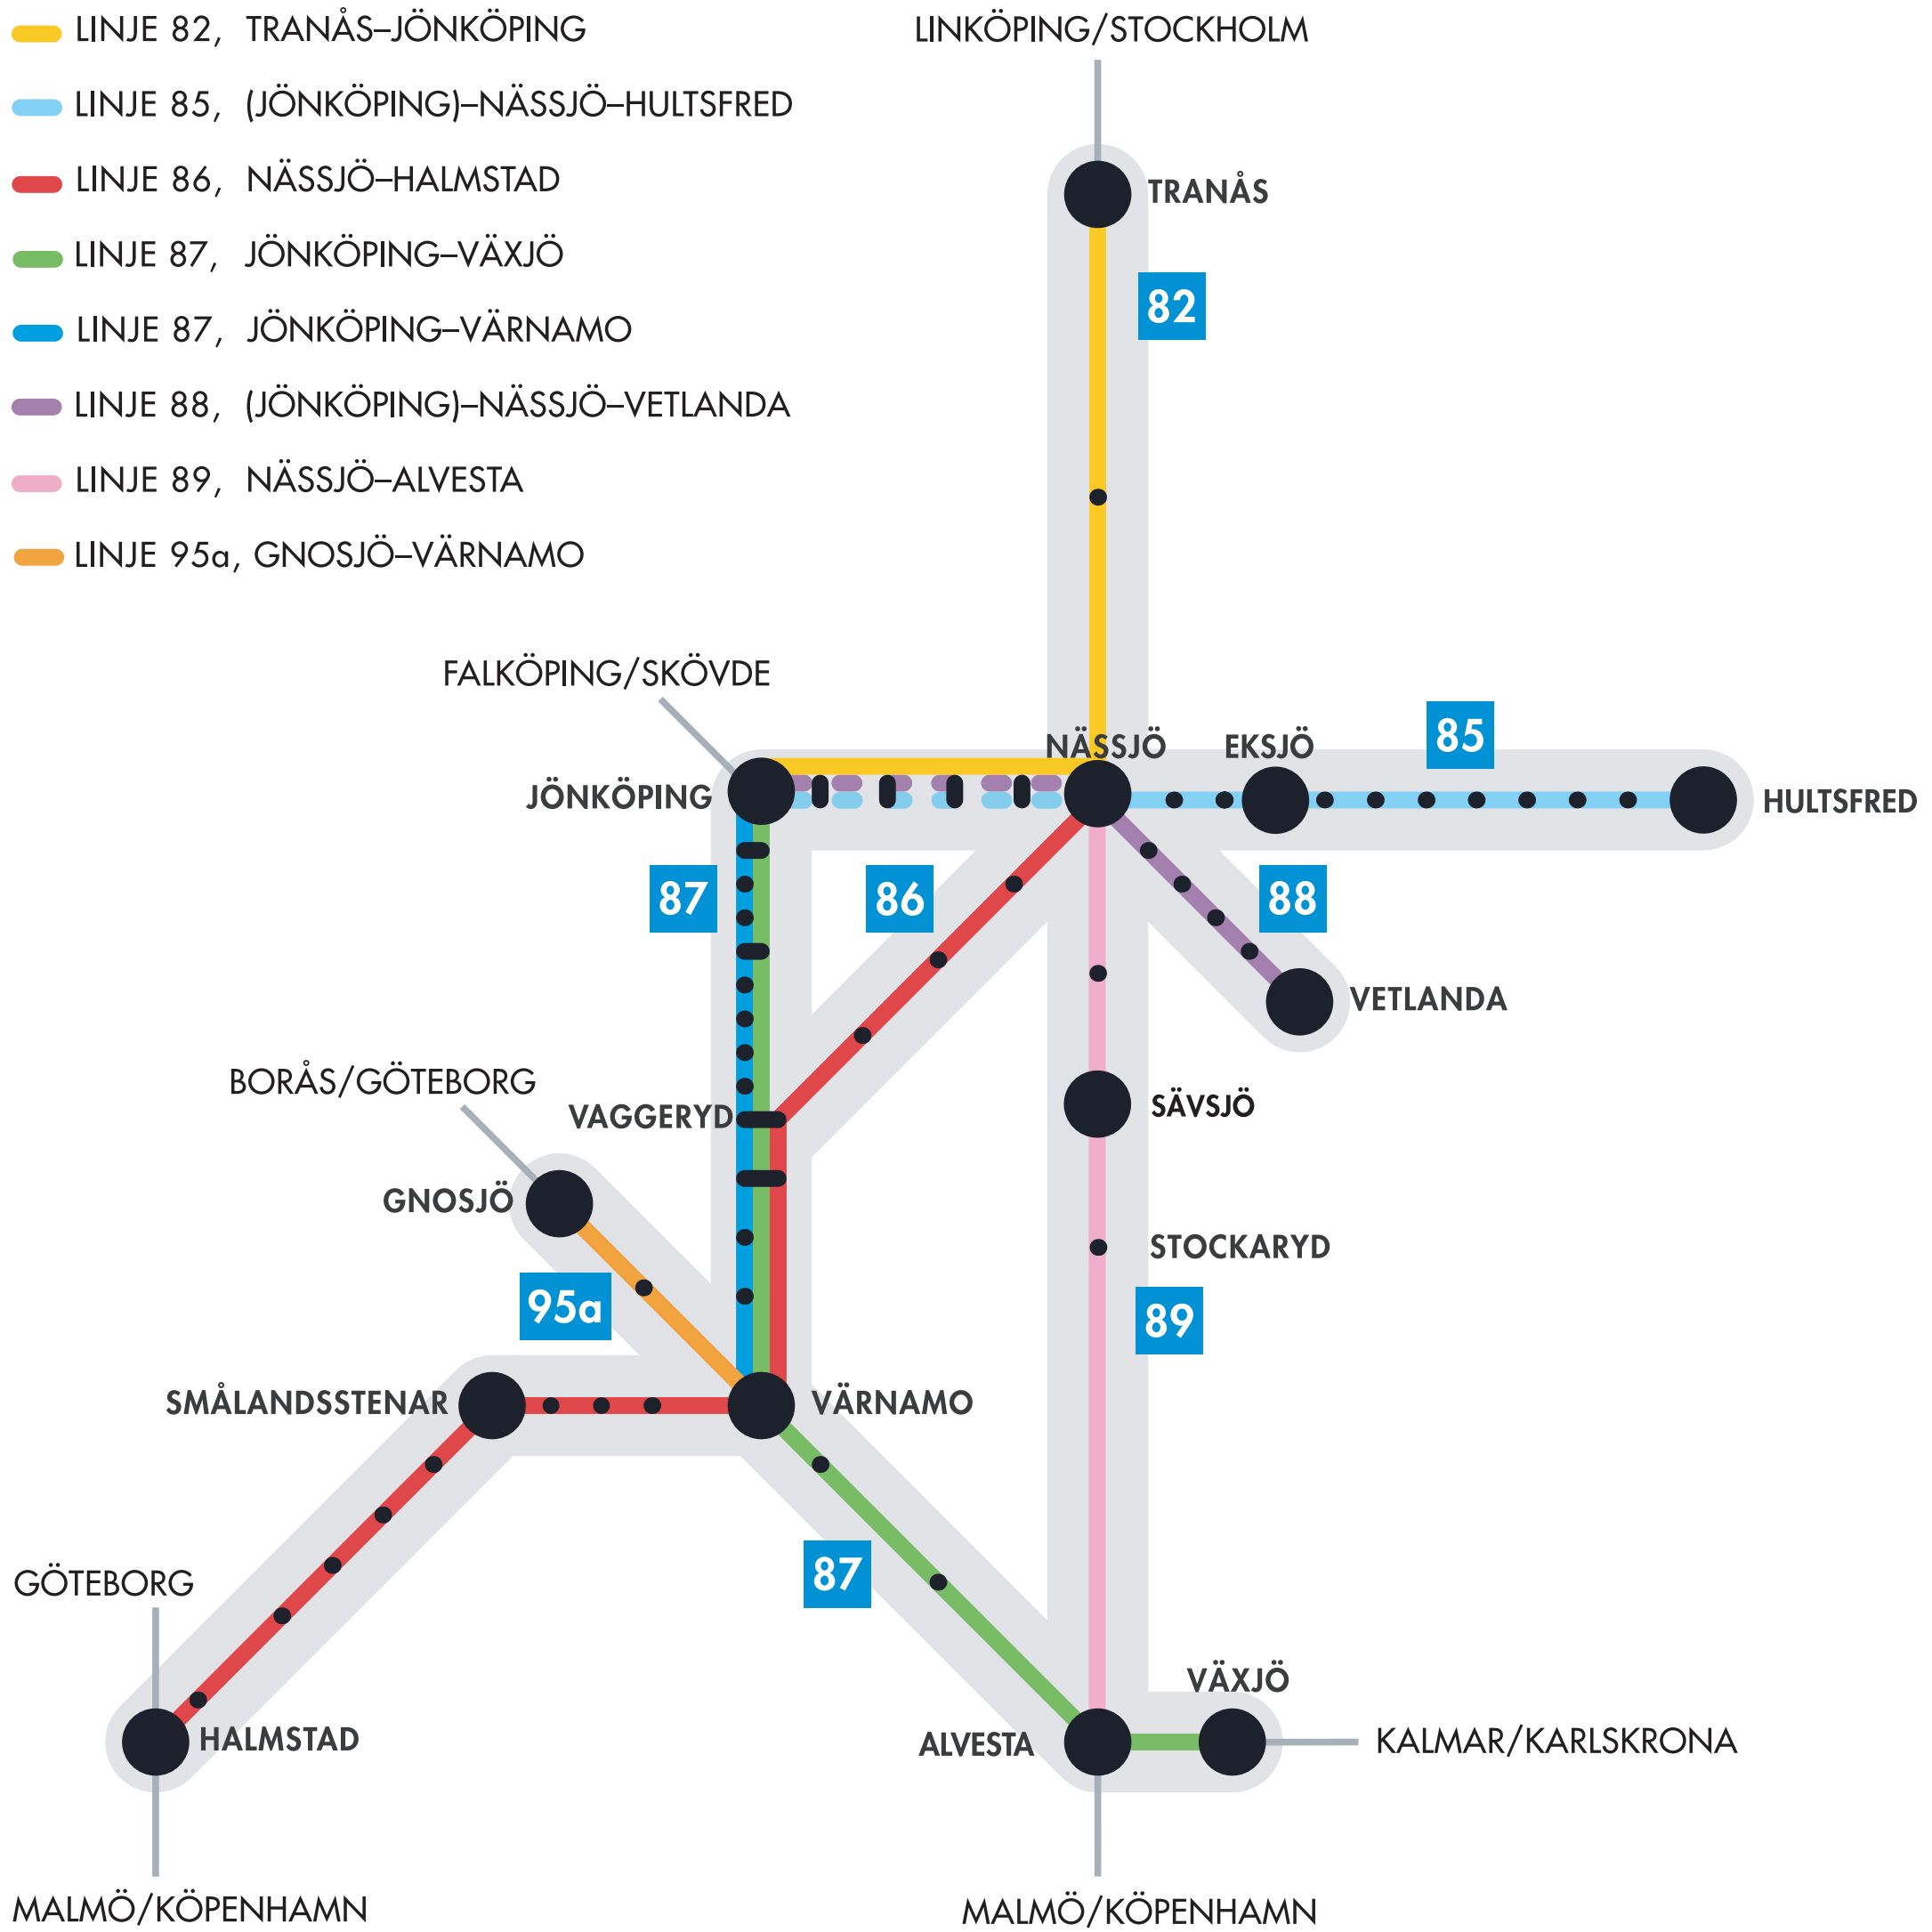 LINJE 82, TRANÅS–JÖNKÖPING
LINJE 85, (JÖNKÖPING)–NÄSSJÖ–HULTSFRED
LINJE 86, NÄSSJÖ–HALMSTAD
LINJE 87, JÖNKÖPING–VÄXJÖ
LINJE 87, JÖNKÖPING–VÄRNAMO
LINJE 88, (JÖNKÖPING)–NÄSSJÖ–VETLANDA
LINJE 89, NÄSSJÖ–ALVESTA
LINJE 95a, GNOSJÖ–VÄRNAMO
LINKÖPING/STOCKHOLM
TRANÅS
82
FALKÖPING/SKÖVDE
NÄSSJÖ
EKSJÖ
85
JÖNKÖPING
HULTSFRED
87
86
88
VETLANDA
BORÅS/GÖTEBORG
VAGGERYD
SÄVSJÖ
GNOSJÖ
STOCKARYD
95a
89
SMÅLANDSSTENAR
VÄRNAMO
87
GÖTEBORG
VÄXJÖ
HALMSTAD
ALVESTA
KALMAR/KARLSKRONA
MALMÖ/KÖPENHAMN
MALMÖ/KÖPENHAMN